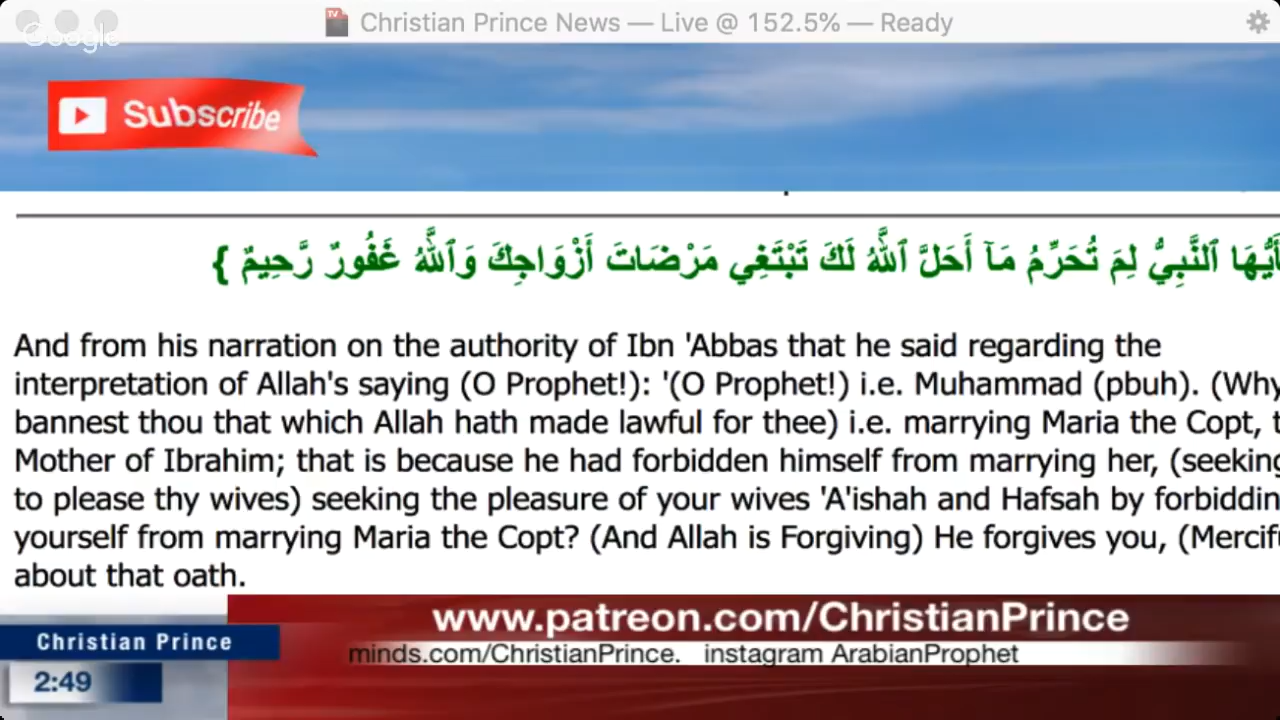 Christian Prince News — Live @ 152.5% — Ready
Google
Subscribe
أَيُّهَا ٱلنَّبِيُّ لِمَ تُحَرِّمُ مَآ أَحَلَّ ٱللَّهُ لَكَ تَبْتَغِي مَرْضَاتَ أَزْوَاجِكَ وَٱللَّهُ غَفُورٌ رَّحِيمٌ }
And from his narration on the authority of Ibn 'Abbas that he said regarding the
interpretation of Allah's saying (O Prophet!): '(O Prophet!) i.e. Muhammad (pbuh). (Why
bannest thou that which Allah hath made lawful for thee) i.e. marrying Maria the Copt, t
Mother of Ibrahim; that is because he had forbidden himself from marrying her, (seeking
to please thy wives) seeking the pleasure of your wives 'A'ishah and Hafsah by forbiddin
yourself from marrying Maria the Copt? (And Allah is Forgiving) He forgives you, (Mercifu
about that oath.
www.patreon.com/ChristianPrince
Christian Prince
minds.com/ChristianPrince. instagram ArabianProphet
2:49